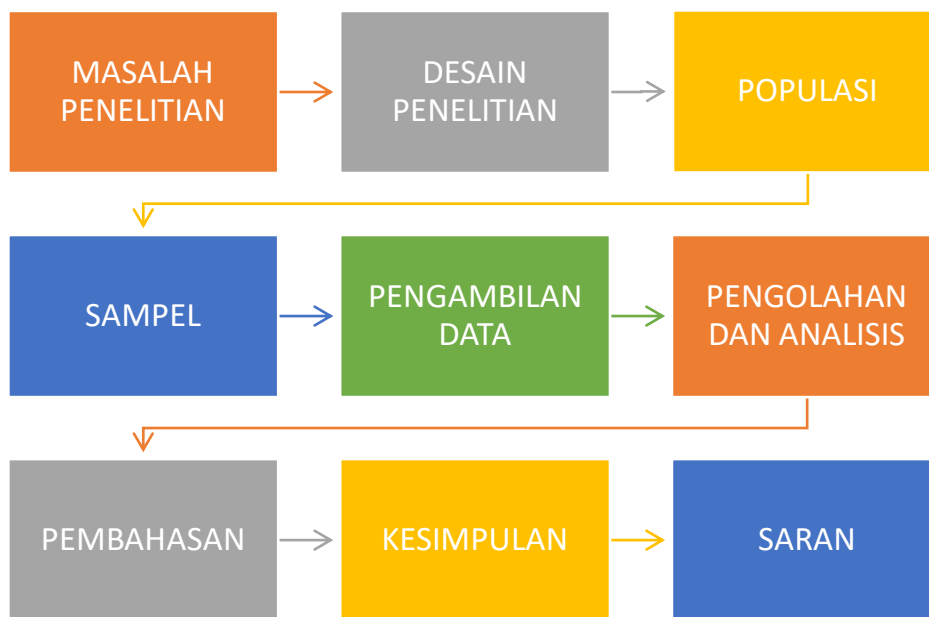 MASALAH
PENELITIAN
DESAIN
PENELITIAN
POPULASI
SAMPEL
PENGAMBILAN
DATA
PENGOLAHAN
DAN ANALISIS
PEMBAHASAN
KESIMPULAN
SARAN